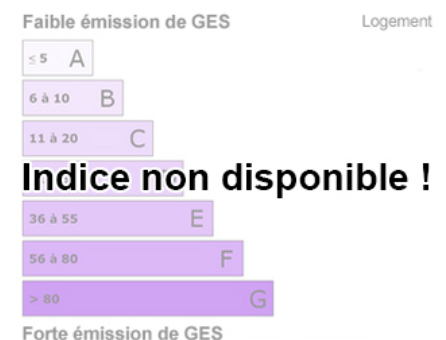 Faible émission de GES
Logement
≤ 5 A
6 à 10 B
11 à 20 C
Indice non disponible !
36 à 55 E
56 à 80 F
> 80 G
Forte émission de GES